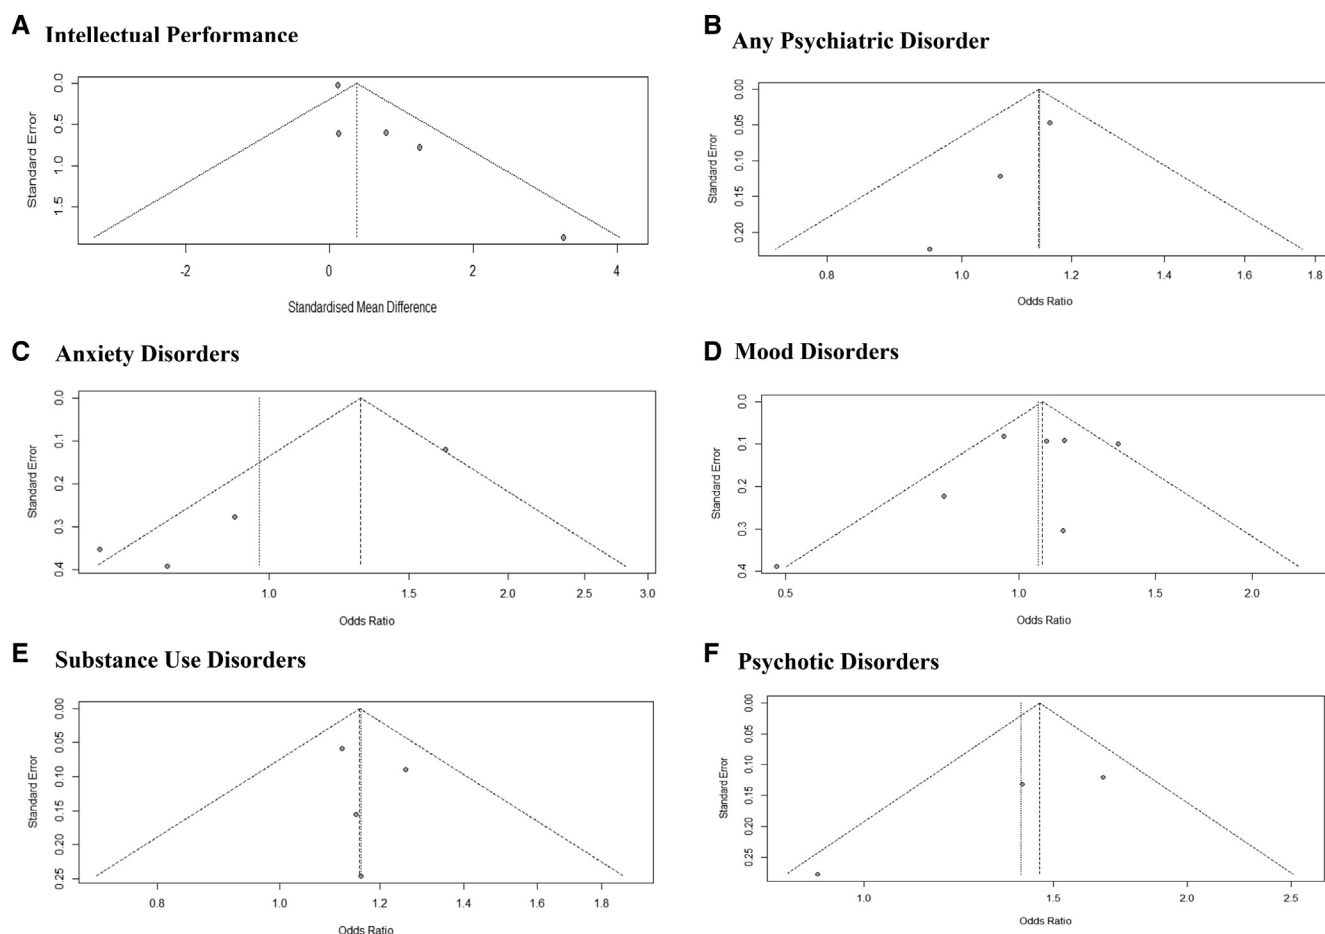 A Intellectual Performance
Standard Error
0.0 0.5 1.0 1.5
-2 0 2 4
Standardised Mean Difference
B Any Psychiatric Disorder
Standard Error
0.00 0.05 0.10 0.15 0.20
0.8 1.0 1.2 1.4 1.6 1.8
Odds Ratio
C Anxiety Disorders
Standard Error
0.0 0.1 0.2 0.3 0.4
1.0 1.5 2.0 2.5 3.0
Odds Ratio
D Mood Disorders
Standard Error
0.0 0.1 0.2 0.3 0.4
0.5 1.0 1.5 2.0
Odds Ratio
E Substance Use Disorders
Standard Error
0.00 0.05 0.10 0.15 0.20 0.25
0.8 1.0 1.2 1.4 1.6 1.8
Odds Ratio
F Psychotic Disorders
Standard Error
0.00 0.05 0.10 0.15 0.20 0.25
1.0 1.5 2.0 2.5
Odds Ratio